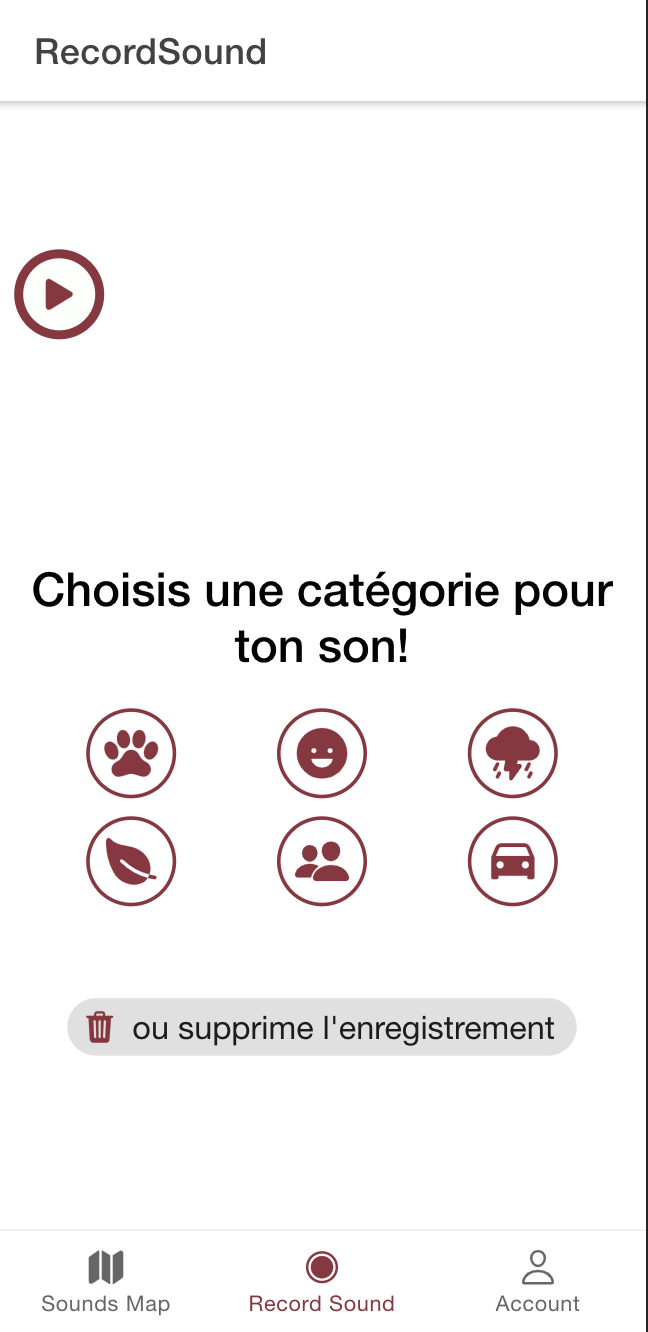 RecordSound
Choisis une catégorie pour
ton son!
ou supprime l'enregistrement
Sounds Map
Record Sound
Account